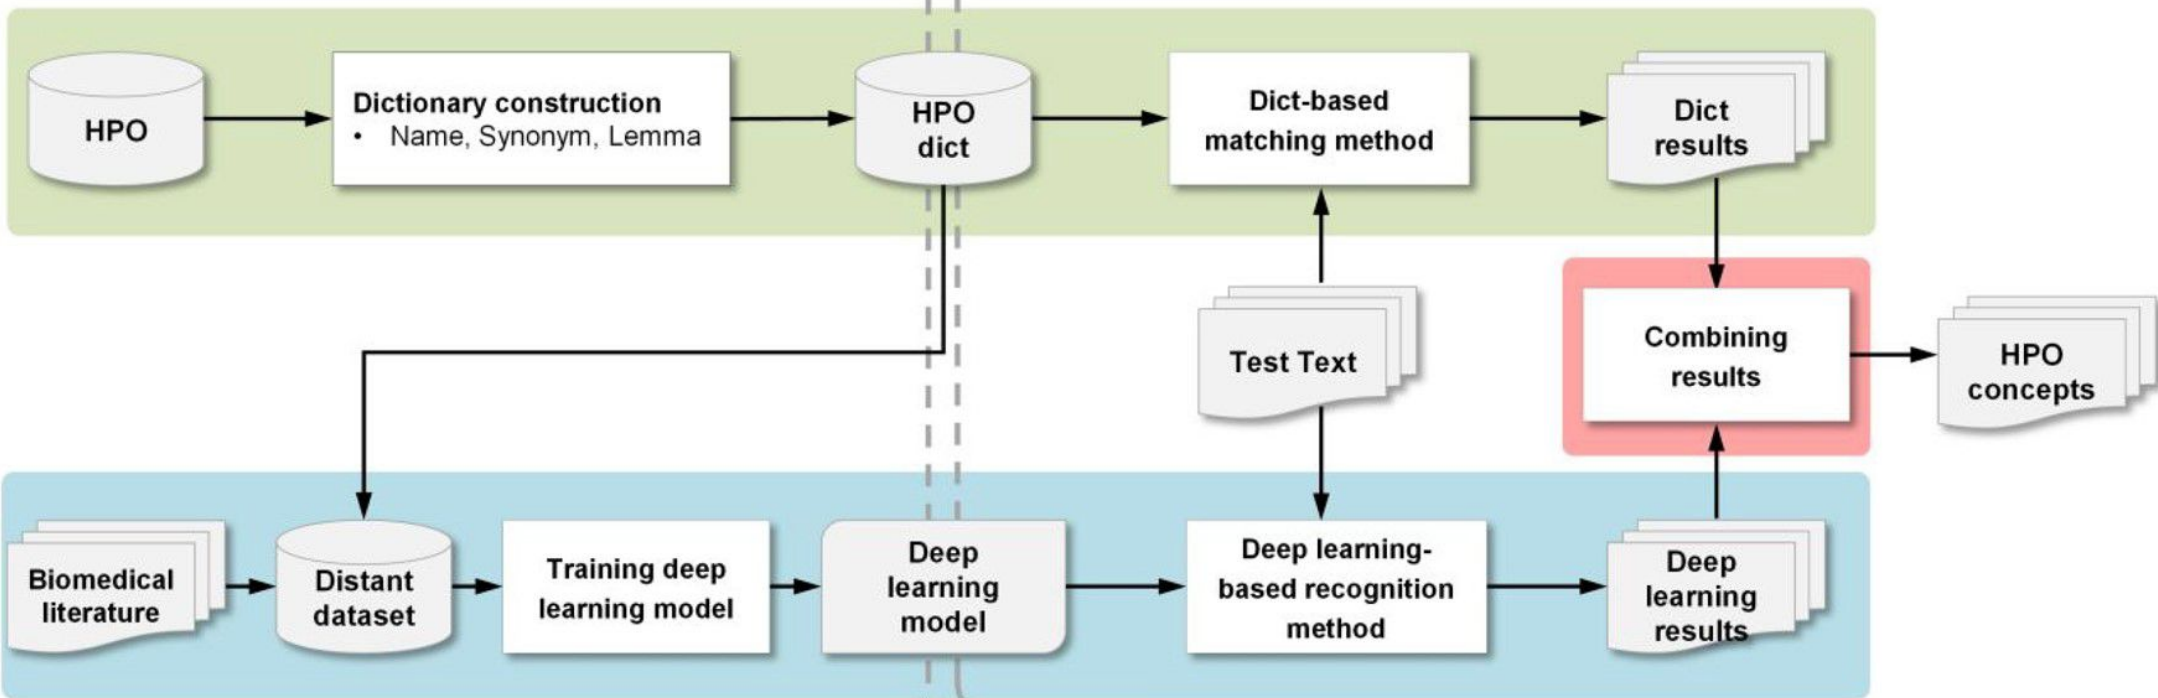 HPO
Dictionary construction
• Name, Synonym, Lemma
HPO
dict
Dict-based
matching method
Dict
results
Test Text
Combining
results
HPO
concepts
Biomedical
literature
Distant
dataset
Training deep
learning model
Deep
learning
model
Deep learning-
based recognition
method
Deep
learning
results